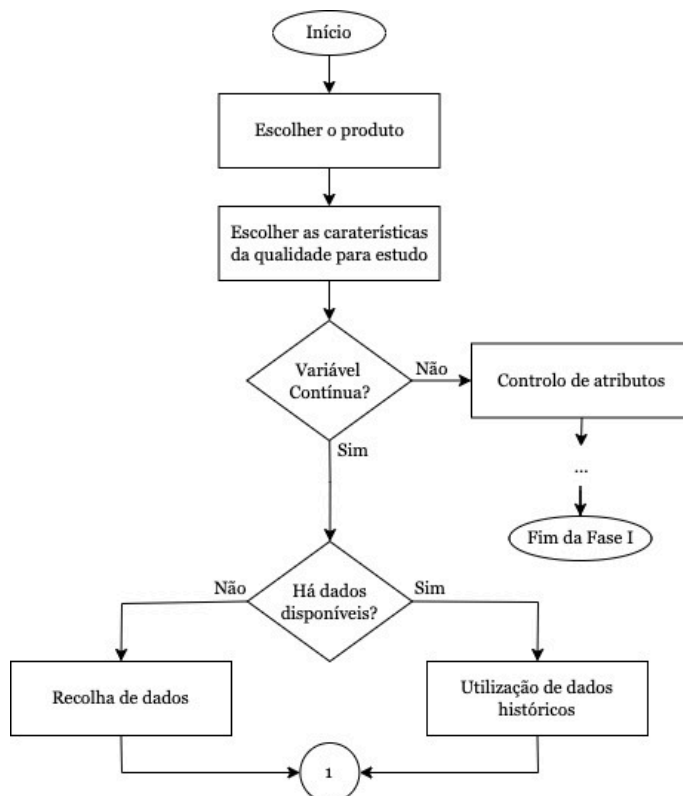 Início
Escolher o produto
Escolher as caraterísticas
da qualidade para estudo
Variável
Contínua?
Não
Controlo de atributos
Sim
...
Fim da Fase I
Não
Há dados
disponíveis?
Sim
Recolha de dados
Utilização de dados
históricos
1